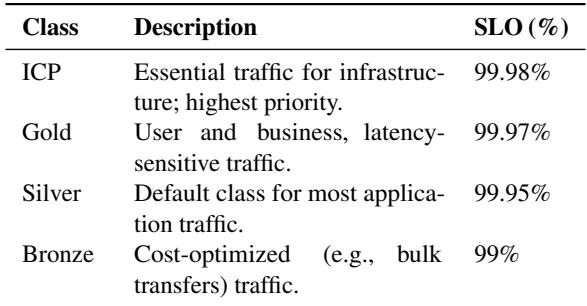 Class Description SLO (%)
ICP Essential traffic for infrastruc- 99.98%
ture; highest priority.
Gold User and business, latency- 99.97%
sensitive traffic.
Silver Default class for most applica- 99.95%
tion traffic.
Bronze Cost-optimized (e.g., bulk 99%
transfers) traffic.